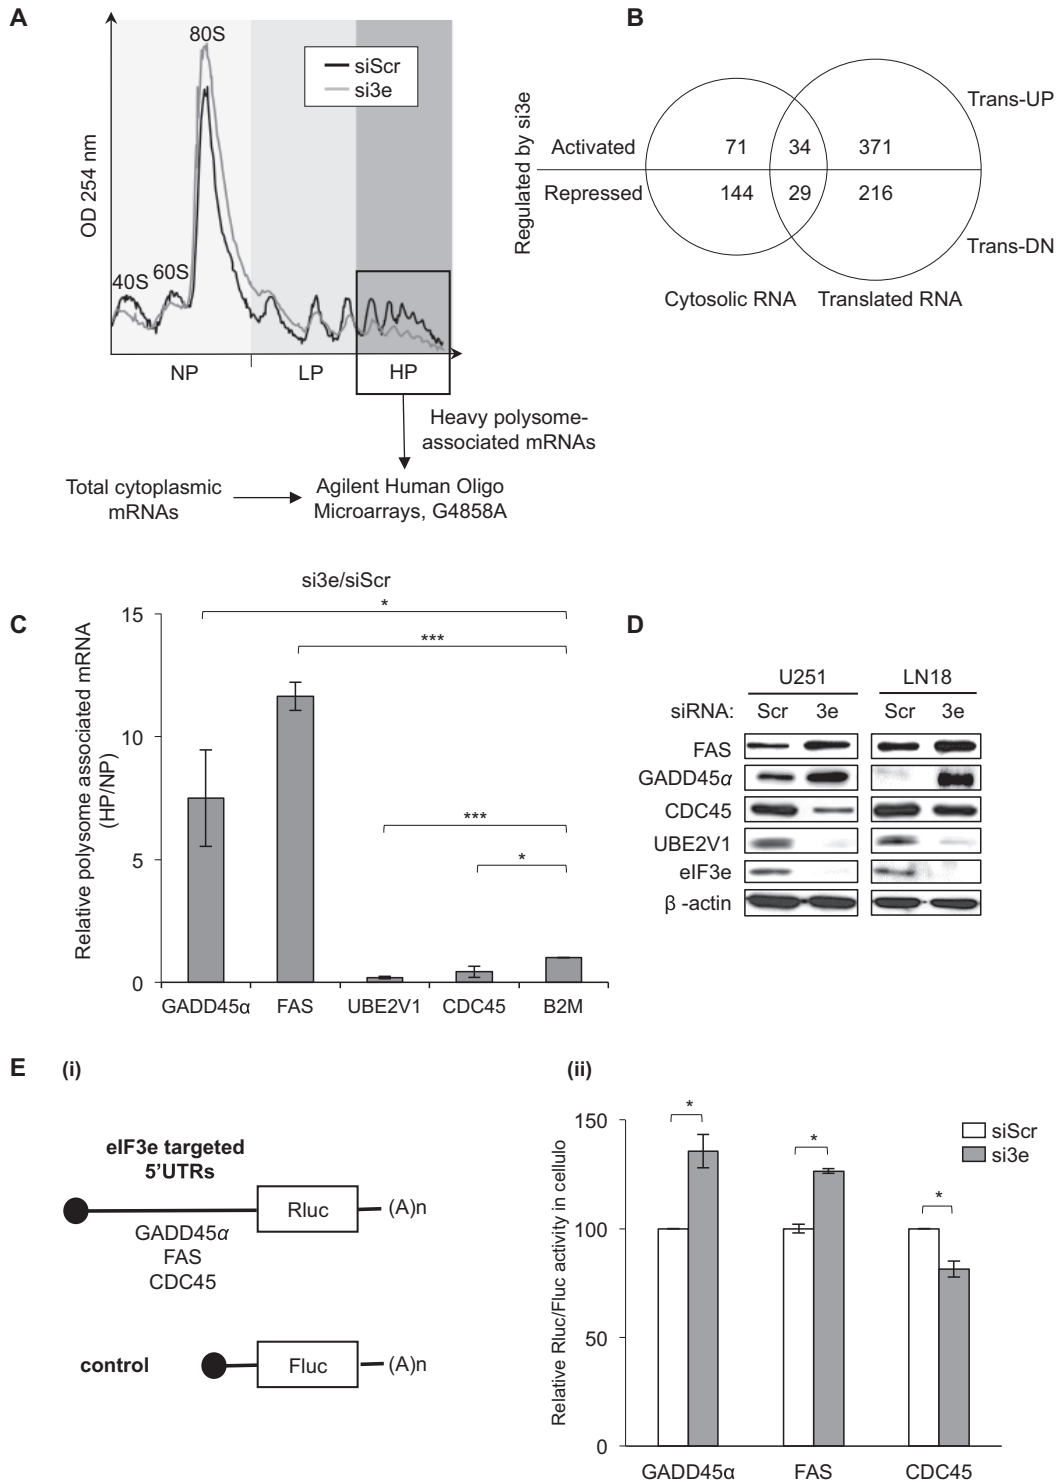 A
80S
siScr
si3e
OD 254 nm
40S
60S
NP
LP
HP
Heavy polysome-
associated mRNAs
Total cytoplasmic
mRNAs
Agilent Human Oligo
Microarrays, G4858A
B
Regulated by si3e
Trans-UP
Activated
71
34
371
Repressed
144
29
216
Trans-DN
Cytosolic RNA
Translated RNA
C
si3e/siScr
*
***
***
*
Relative polysome associated mRNA
(HP/NP)
15
10
5
0
GADD45α
FAS
UBE2V1
CDC45
B2M
D
U251
LN18
siRNA:
Scr
3e
Scr
3e
FAS
GADD45α
CDC45
UBE2V1
eIF3e
β -actin
E
(i)
eIF3e targeted
5’UTRs
Rluc
(A)n
GADD45α
FAS
CDC45
control
Fluc
(A)n
(ii)
Relative Rluc/Fluc activity in cellulo
150
100
50
0
*
*
*
siScr
si3e
GADD45α
FAS
CDC45